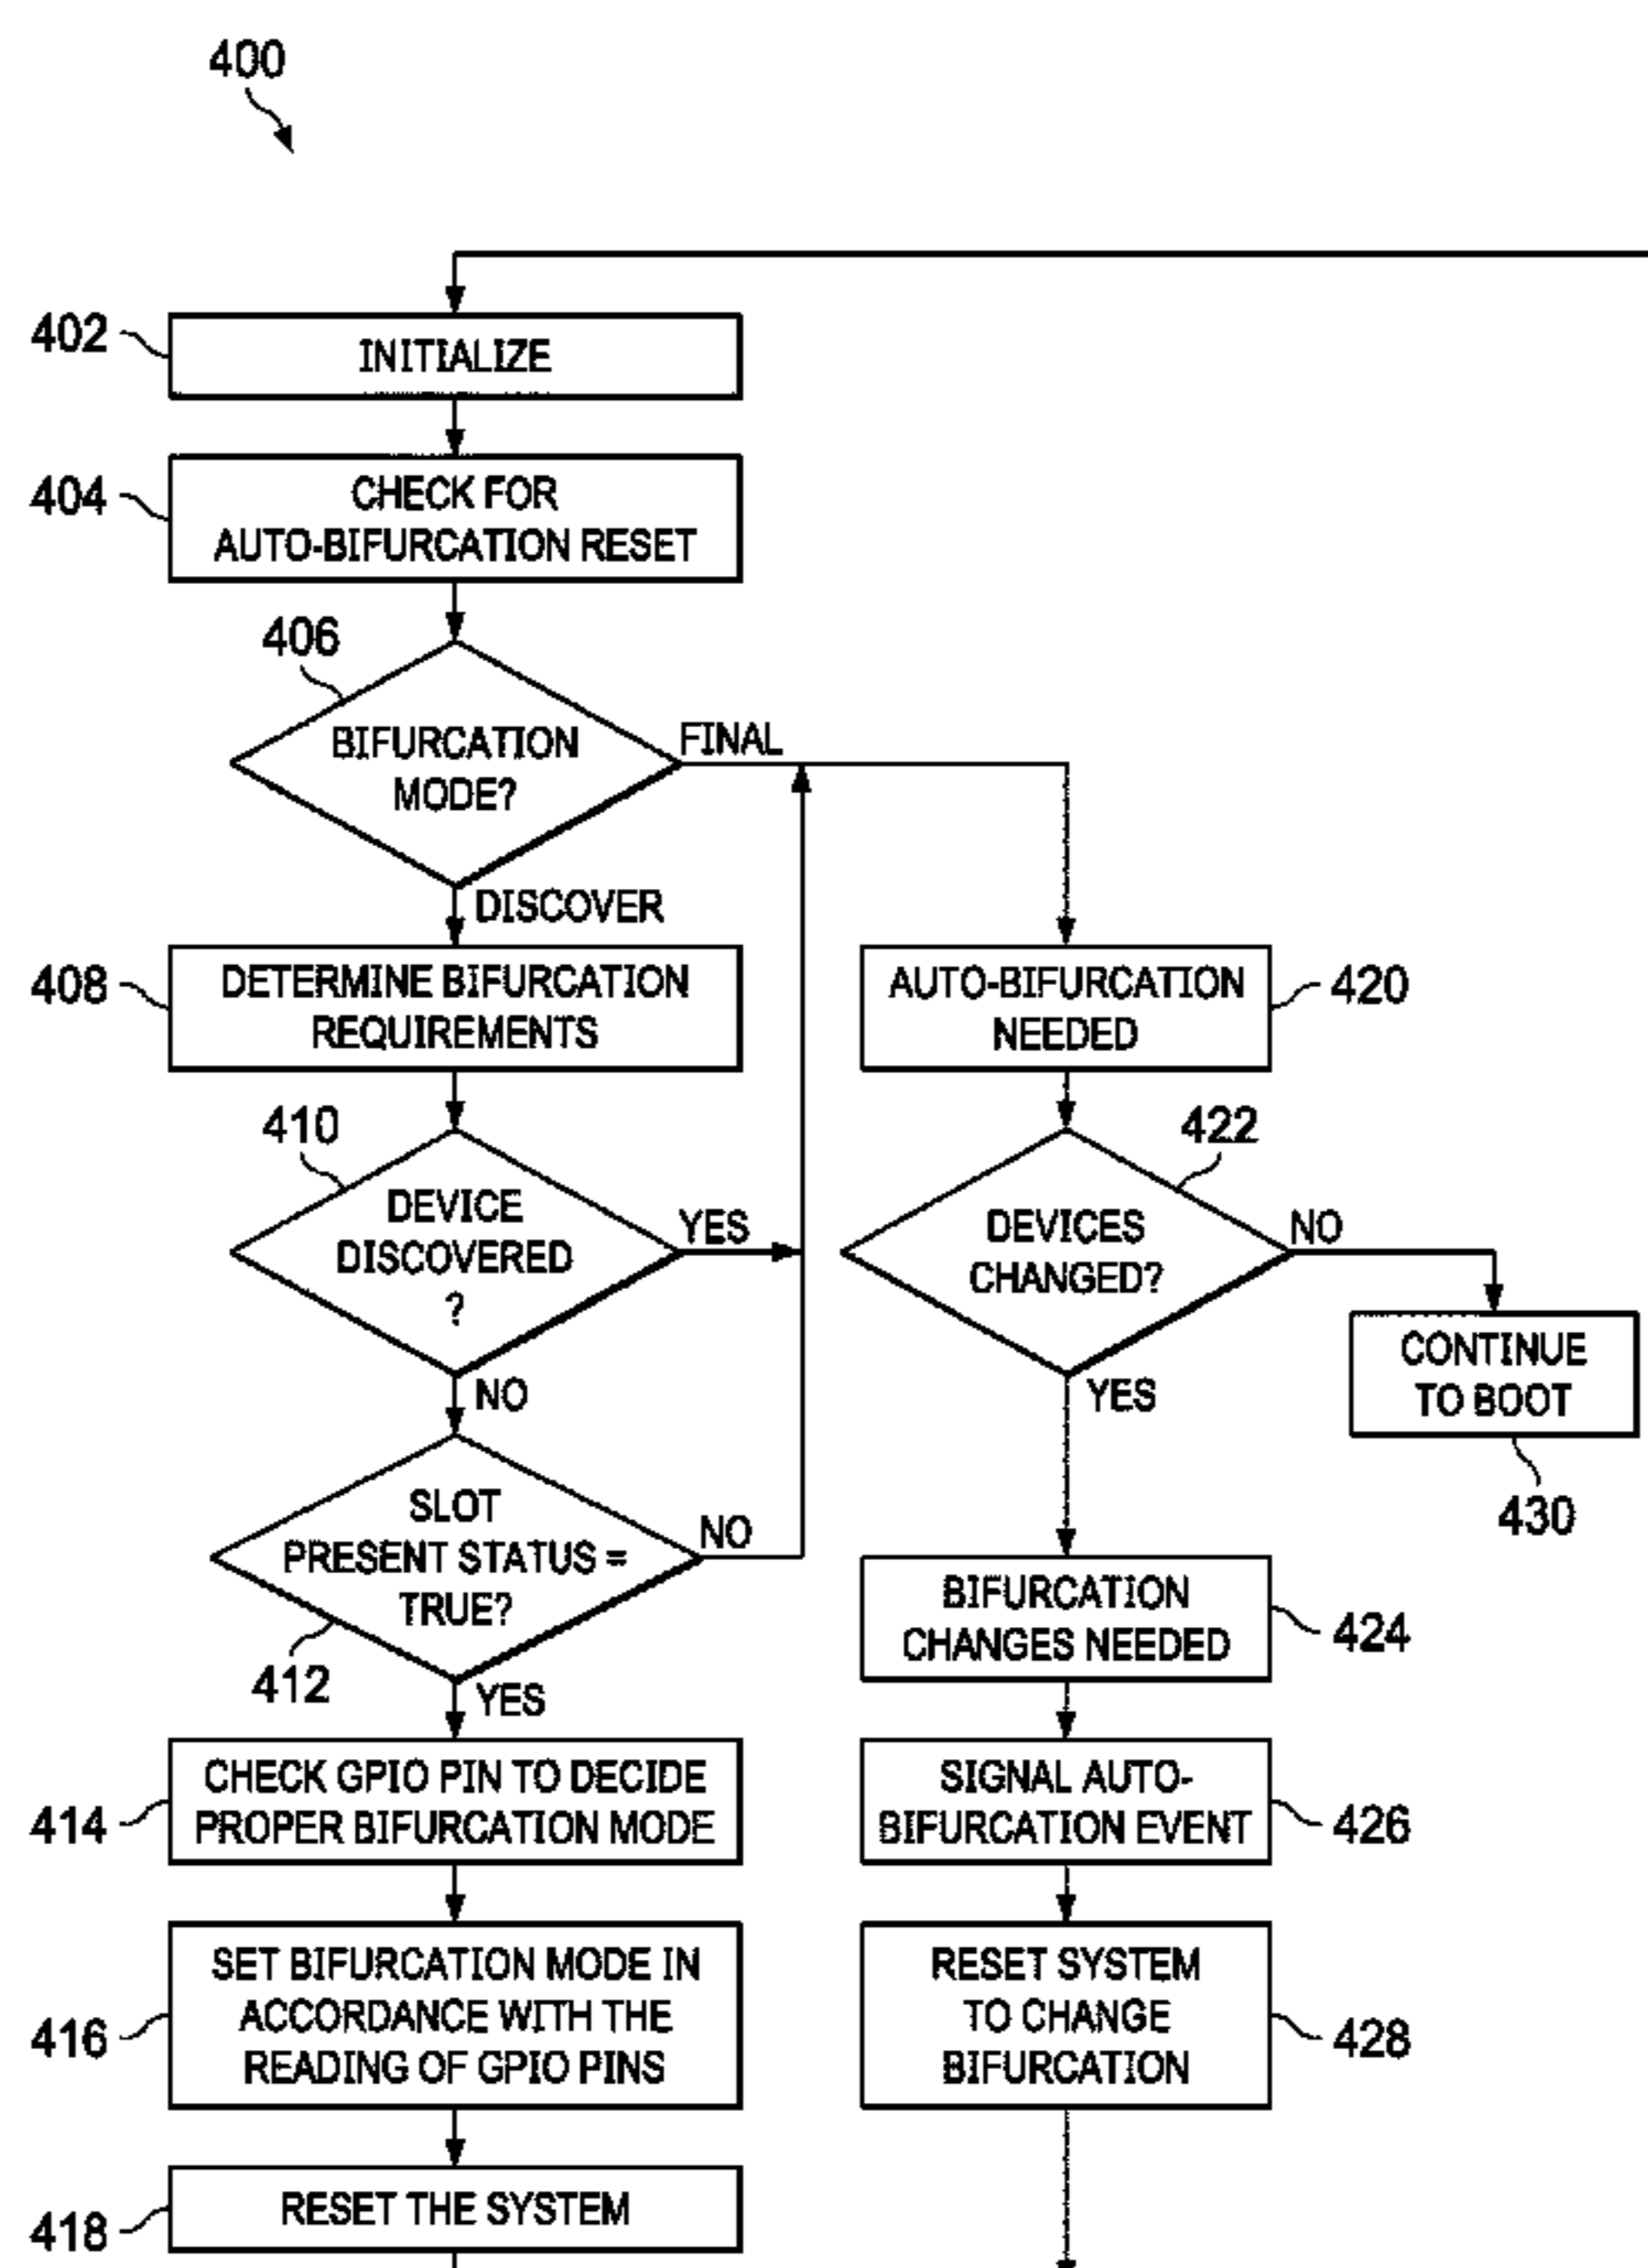 400
402
INITIALIZE
404
CHECK FOR
AUTO-BIFURCATION RESET
406
BIFURCATION
MODE?
FINAL
DISCOVER
408
DETERMINE BIFURCATION
REQUIREMENTS
410
DEVICE
DISCOVERED
?
YES
NO
SLOT
PRESENT STATUS =
TRUE?
NO
412
YES
414
CHECK GPIO PIN TO DECIDE
PROPER BIFURCATION MODE
416
SET BIFURCATION MODE IN
ACCORDANCE WITH THE
READING OF GPIO PINS
418
RESET THE SYSTEM
AUTO-BIFURCATION
NEEDED
420
422
DEVICES
CHANGED?
NO
YES
CONTINUE
TO BOOT
430
BIFURCATION
CHANGES NEEDED
424
SIGNAL AUTO-
BIFURCATION EVENT
426
RESET SYSTEM
TO CHANGE
BIFURCATION
428